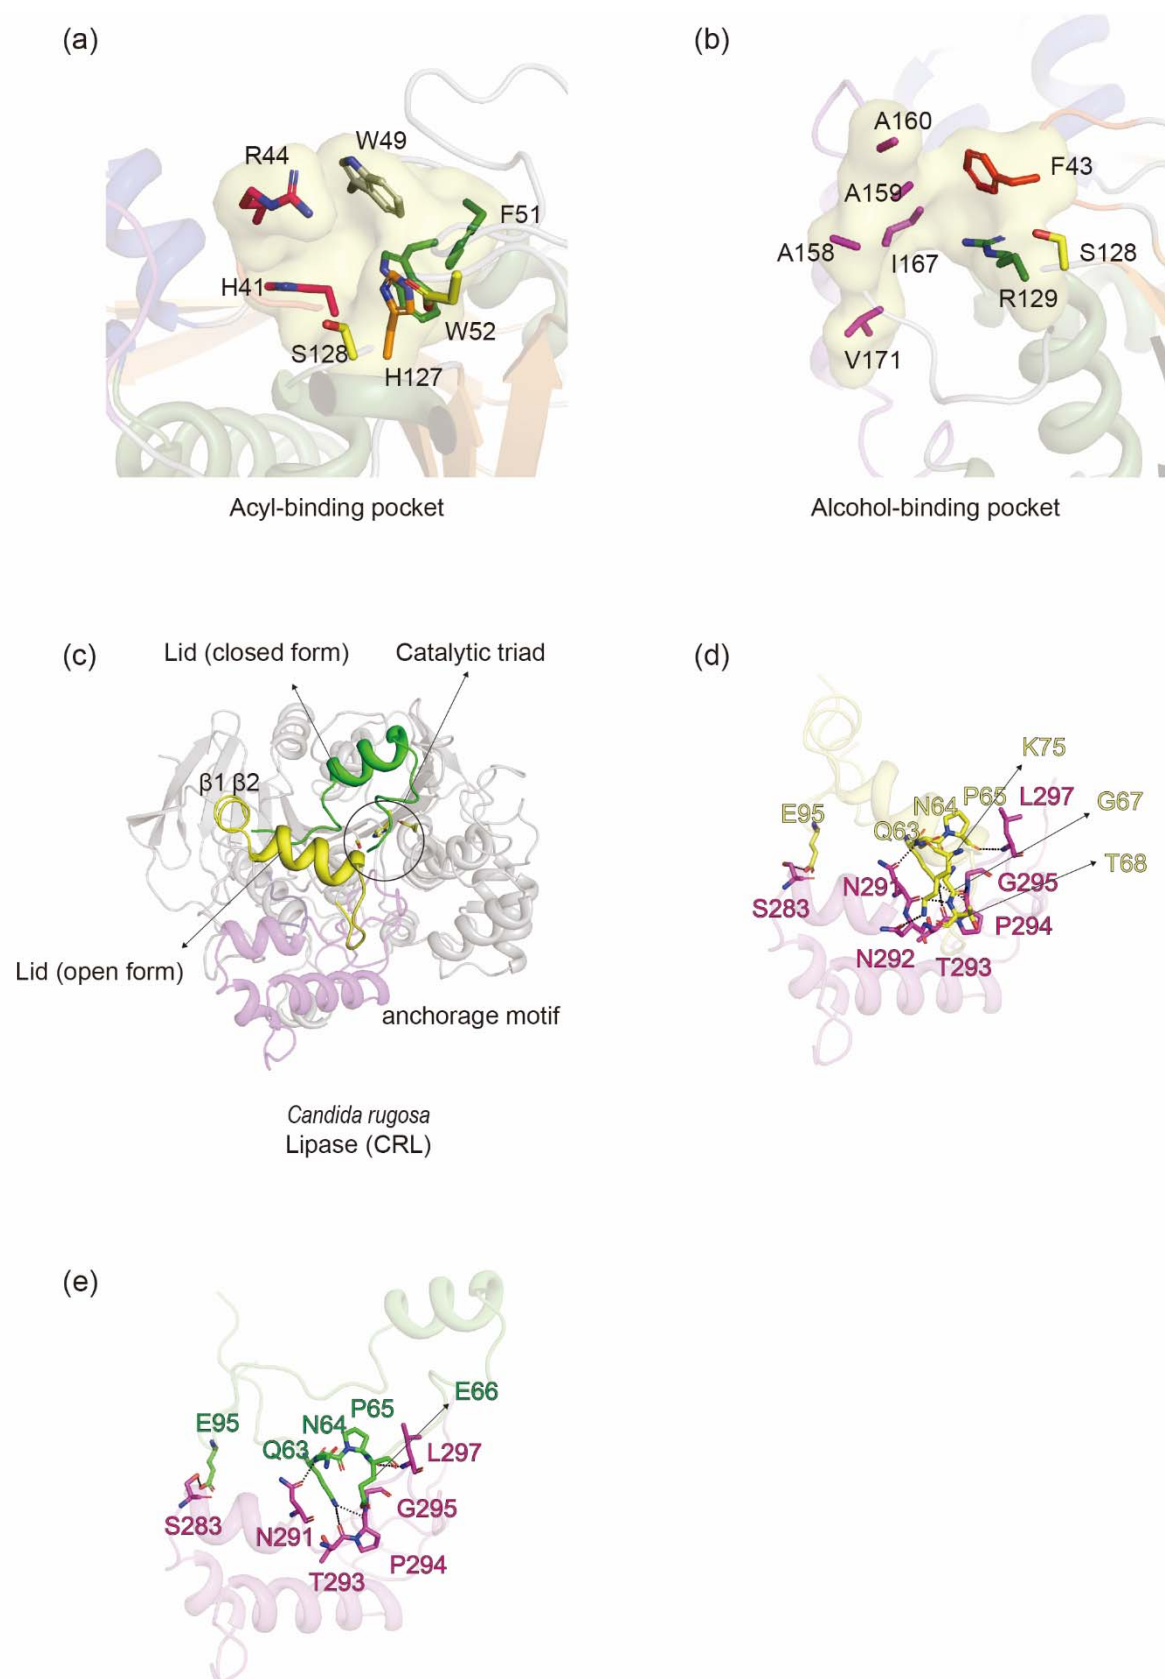 (a)
R44
W49
F51
H41
S128
W52
H127
Acyl-binding pocket
(b)
A160
F43
A159
A158
I167
S128
R129
V171
Alcohol-binding pocket
(c)
Lid (closed form)
Catalytic triad
β1 β2
Lid (open form)
anchorage motif
Candida rugosa
Lipase (CRL)
(d)
K75
N64 P65 L297
G67
E95
Q63
T68
N291
G295
S283
P294
N292
T293
(e)
E66
P65
E95
N64
Q63
L297
G295
S283
N291
P294
T293